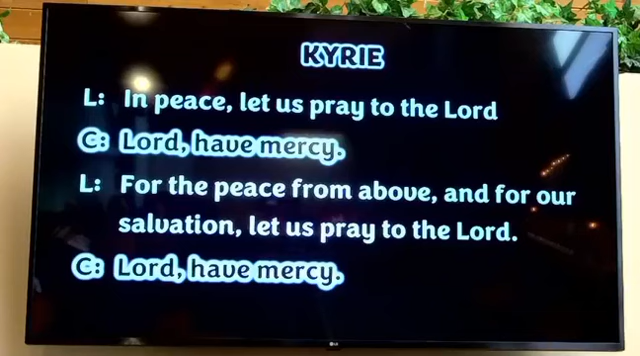 KYRIE
L: In peace, let us pray to the Lord
C: Lord, have mercy.
L: For the peace from above, and for our
salvation, let us pray to the Lord.
C: Lord, have mercy.
LG